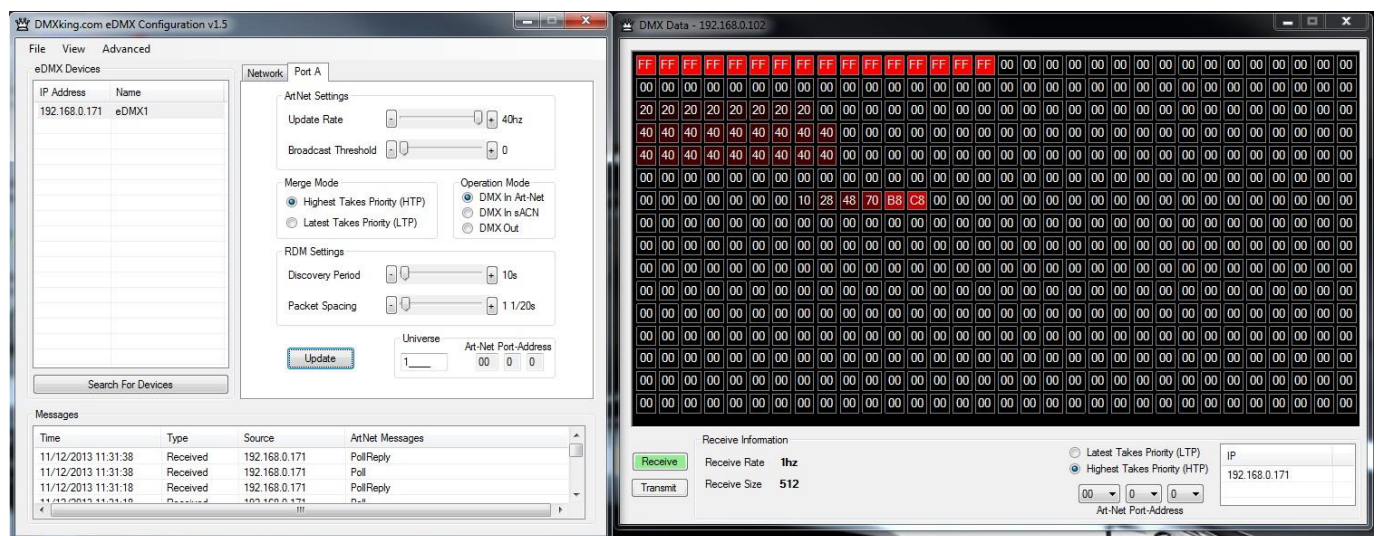 DMXking.com eDMX Configuration v1.5
File View Advanced
eDMX Devices
IP Address Name
192.168.0.171 eDMX1
Search For Devices
Network Port A
ArtNet Settings
Update Rate - + 40hz
Broadcast Threshold - + 0
Merge Mode
Highest Takes Priority (HTP)
Latest Takes Priority (LTP)
Operation Mode
DMX In Art-Net
DMX In sACN
DMX Out
RDM Settings
Discovery Period - + 10s
Packet Spacing - + 1 1/20s
Update
Universe
1____
Art-Net Port-Address
00 0 0
Messages
Time Type Source ArtNet Messages
11/12/2013 11:31:38 Received 192.168.0.171 PollReply
11/12/2013 11:31:38 Received 192.168.0.171 Poll
11/12/2013 11:31:18 Received 192.168.0.171 PollReply
DMX Data - 192.168.0.102
FF FF FF FF FF FF FF FF FF FF FF FF FF FF FF FF 00 00 00 00 00 00 00 00 00 00 00 00 00 00 00 00
00 00 00 00 00 00 00 00 00 00 00 00 00 00 00 00 00 00 00 00 00 00 00 00 00 00 00 00 00 00 00 00
20 20 20 20 20 20 20 20 00 00 00 00 00 00 00 00 00 00 00 00 00 00 00 00 00 00 00 00 00 00 00 00
40 40 40 40 40 40 40 40 40 00 00 00 00 00 00 00 00 00 00 00 00 00 00 00 00 00 00 00 00 00 00 00
40 40 40 40 40 40 40 40 40 00 00 00 00 00 00 00 00 00 00 00 00 00 00 00 00 00 00 00 00 00 00 00
00 00 00 00 00 00 00 00 00 00 00 00 00 00 00 00 00 00 00 00 00 00 00 00 00 00 00 00 00 00 00 00
00 00 00 00 00 00 00 10 28 48 70 B8 C8 00 00 00 00 00 00 00 00 00 00 00 00 00 00 00 00 00 00 00
00 00 00 00 00 00 00 00 00 00 00 00 00 00 00 00 00 00 00 00 00 00 00 00 00 00 00 00 00 00 00 00
00 00 00 00 00 00 00 00 00 00 00 00 00 00 00 00 00 00 00 00 00 00 00 00 00 00 00 00 00 00 00 00
00 00 00 00 00 00 00 00 00 00 00 00 00 00 00 00 00 00 00 00 00 00 00 00 00 00 00 00 00 00 00 00
00 00 00 00 00 00 00 00 00 00 00 00 00 00 00 00 00 00 00 00 00 00 00 00 00 00 00 00 00 00 00 00
00 00 00 00 00 00 00 00 00 00 00 00 00 00 00 00 00 00 00 00 00 00 00 00 00 00 00 00 00 00 00 00
00 00 00 00 00 00 00 00 00 00 00 00 00 00 00 00 00 00 00 00 00 00 00 00 00 00 00 00 00 00 00 00
00 00 00 00 00 00 00 00 00 00 00 00 00 00 00 00 00 00 00 00 00 00 00 00 00 00 00 00 00 00 00 00
00 00 00 00 00 00 00 00 00 00 00 00 00 00 00 00 00 00 00 00 00 00 00 00 00 00 00 00 00 00 00 00
00 00 00 00 00 00 00 00 00 00 00 00 00 00 00 00 00 00 00 00 00 00 00 00 00 00 00 00 00 00 00 00
Receive
Transmit
Receive Information
Receive Rate 1hz
Receive Size 512
Latest Takes Priority (LTP)
Highest Takes Priority (HTP)
00 0 0
Art-Net Port-Address
IP
192.168.0.171